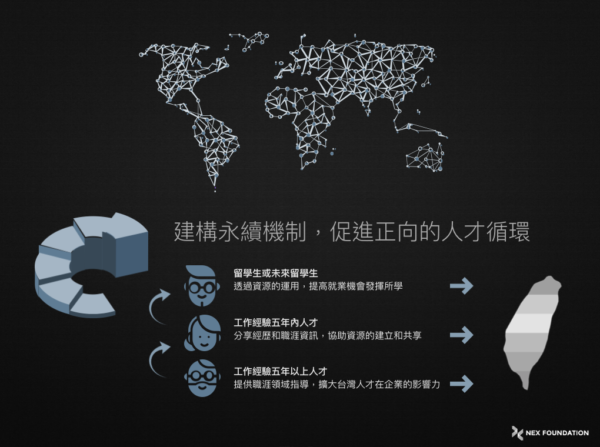 建構永續機制，促進正向的人才循環
留學生或未來留學生
透過資源的運用，提高就業機會發揮所學
工作經驗五年內人才
分享經歷和職涯資訊，協助資源的建立和共享
工作經驗五年以上人才
提供職涯領域指導，擴大台灣人才在企業的影響力
NEX FOUNDATION